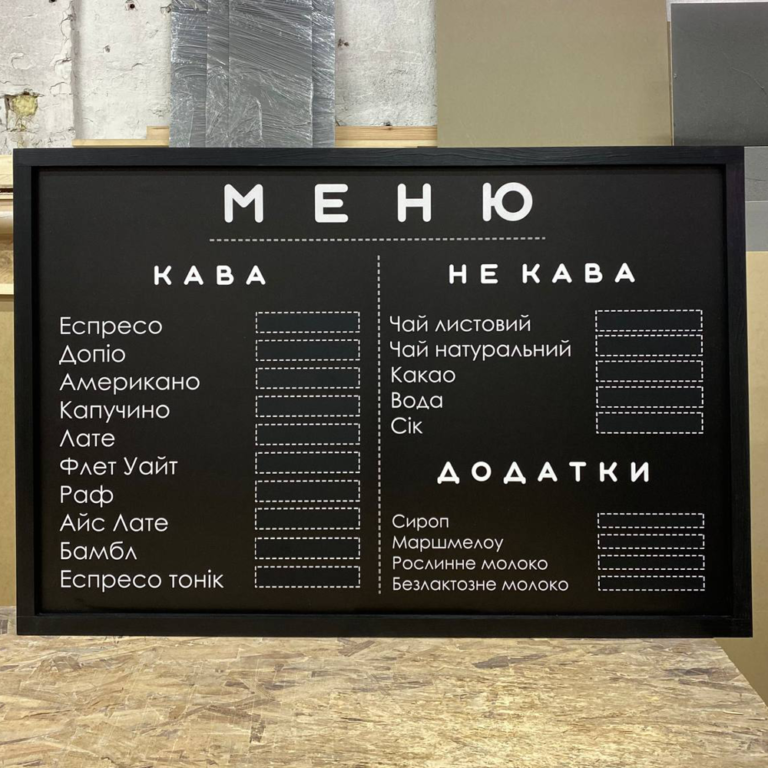 МЕНЮ
КАВА
Еспресо
Допіо
Американо
Капучино
Лате
Флет Уайт
Раф
Айс Лате
Бамбл
Еспресо тонік
НЕ КАВА
Чай листовий
Чай натуральний
Какао
Вода
Сік
ДОДАТКИ
Сироп
Маршмелоу
Рослинне молоко
Безлактозне молоко